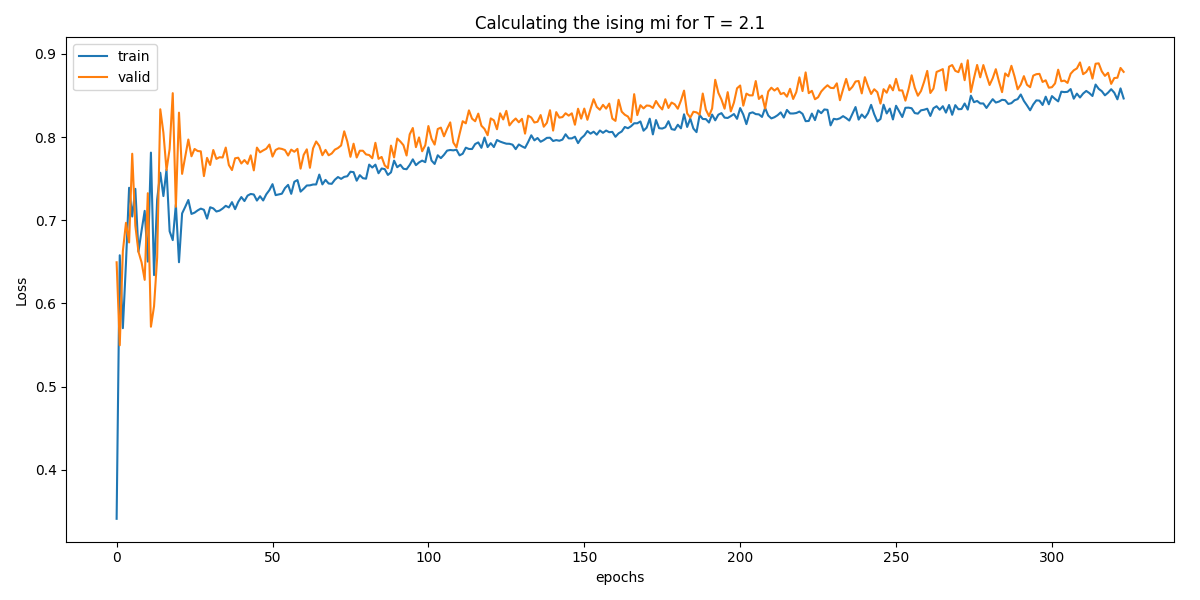 Calculating the ising mi for T = 2.1
train
valid
0.9
0.8
0.7
0.6
0.5
0.4
Loss
0 50 100 150 200 250 300
epochs